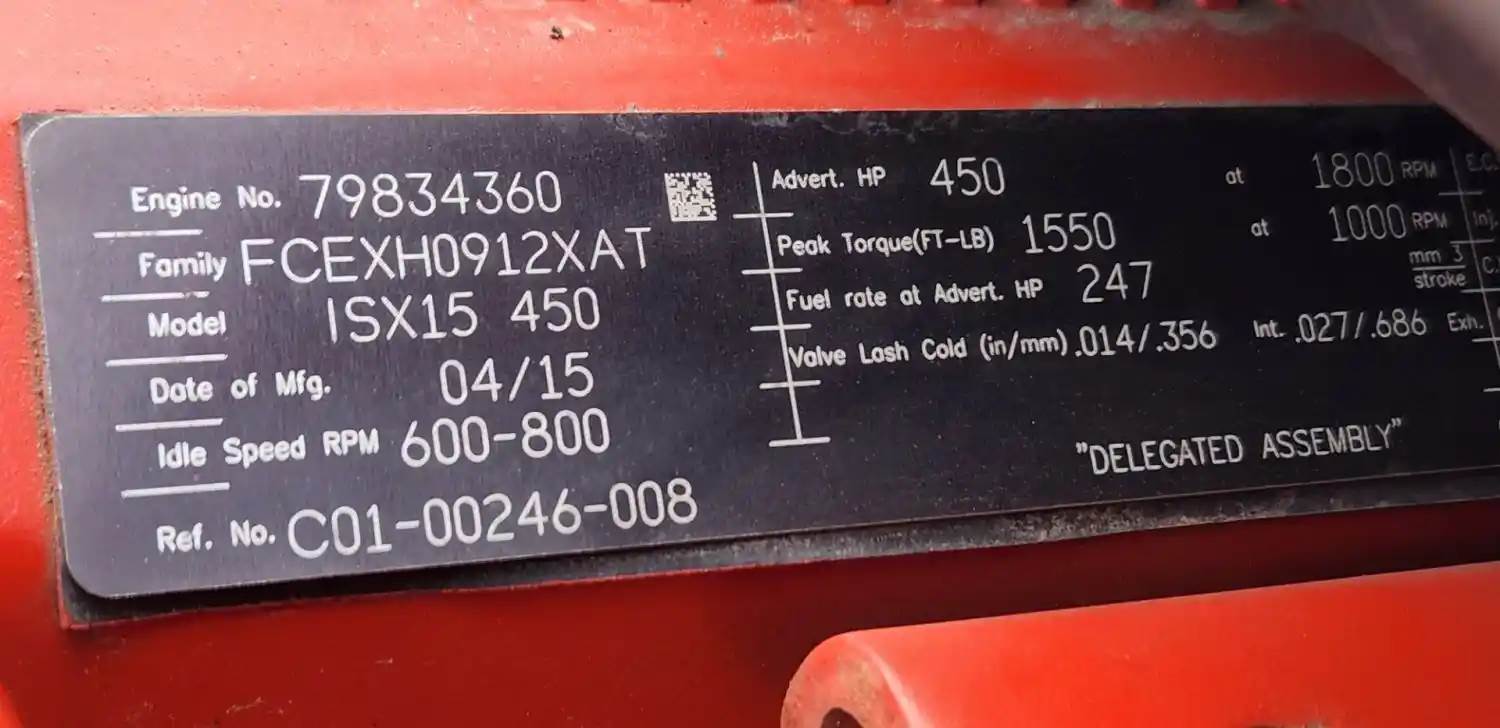 Engine No. 79834360
Family FCEXH0912XAT
Model ISX15 450
Date of Mfg. 04/15
Idle Speed RPM 600-800
Ref. No. C01-00246-008
Advert. HP 450 at 1800 RPM
Peak Torque(FT-LB) 1550 at 1000 RPM
Fuel rate at Advert. HP 247 mm 3 stroke
Valve Lash Cold (in/mm) .014/.356 Int. .027/.686 Exh.
"DELEGATED ASSEMBLY"
E.C.
Inj.